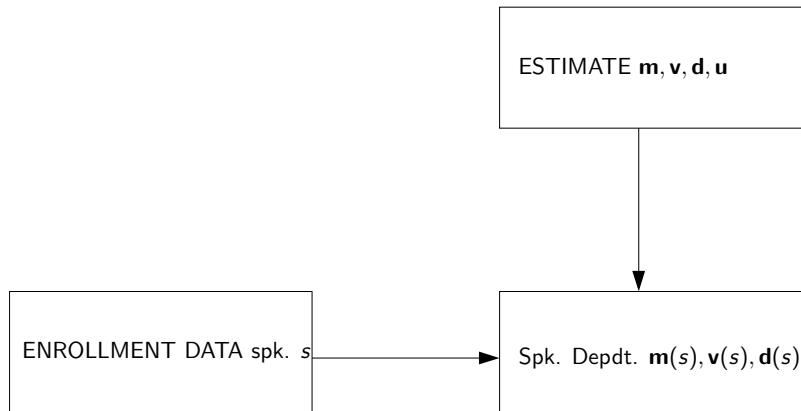 ESTIMATE m, v, d, u
ENROLLMENT DATA spk. s
Spk. Depdt. m(s), v(s), d(s)